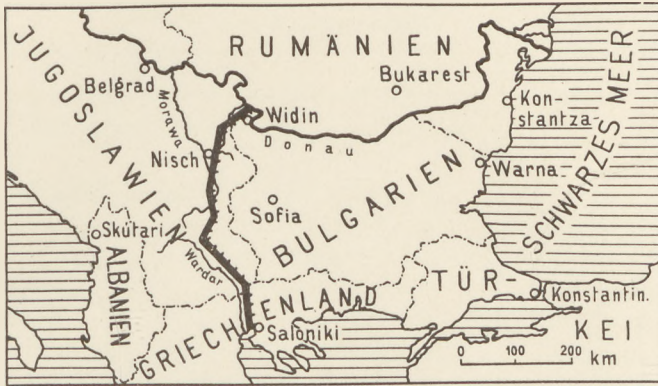 RUMÄNIEN
JUGOSLAWIEN
Belgrad
Bukarest
Morawa
Widin
Kon-
stantza
Donau
Nisch
Warna
SCHWARZES MEER
BULGARIEN
Sofia
Skutari
ALBANIEN
Wardar
TÜR-
KEI
Konstantin.
GRIECHENLAND
Saloniki
0 100 200 km